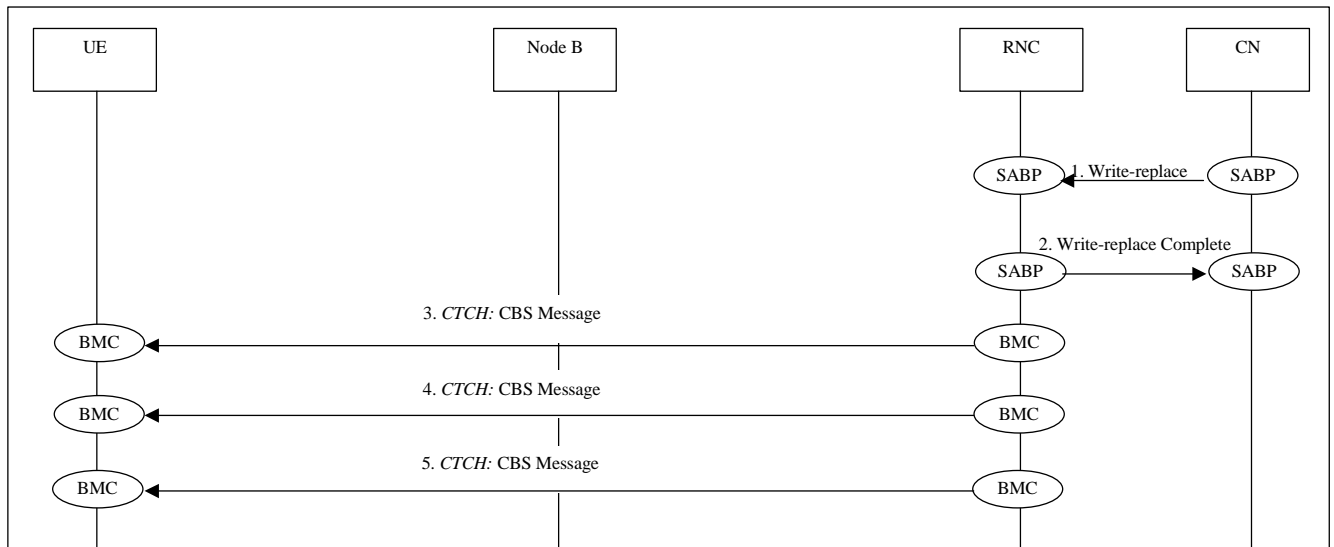 UE
Node B
RNC
CN
SABP
1. Write-replace
SABP
2. Write-replace Complete
SABP
SABP
3. CTCH: CBS Message
BMC
BMC
4. CTCH: CBS Message
BMC
BMC
5. CTCH: CBS Message
BMC
BMC